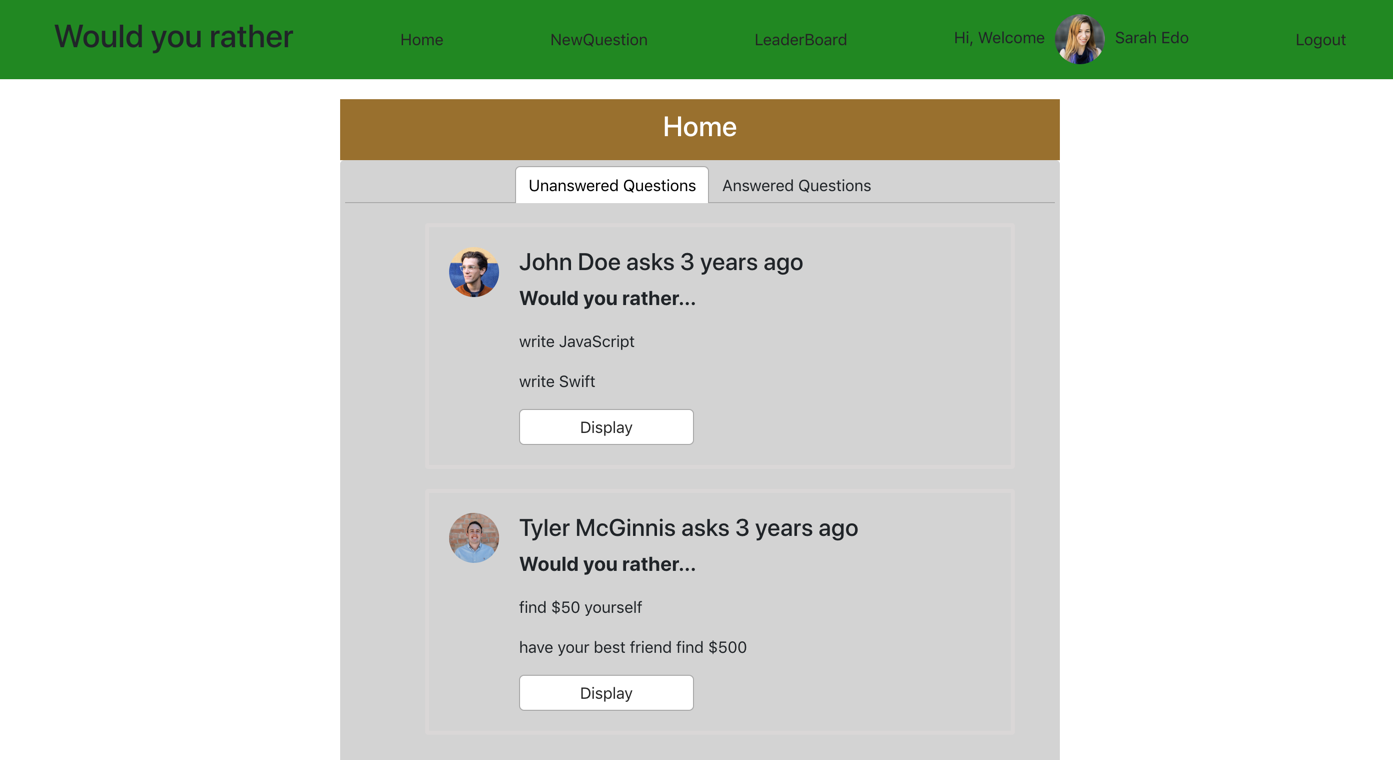 Would you rather
Home
NewQuestion
LeaderBoard
Hi, Welcome
Sarah Edo
Logout
Home
Unanswered Questions
Answered Questions
John Doe asks 3 years ago
Would you rather...
write JavaScript
write Swift
Display
Tyler McGinnis asks 3 years ago
Would you rather...
find $50 yourself
have your best friend find $500
Display